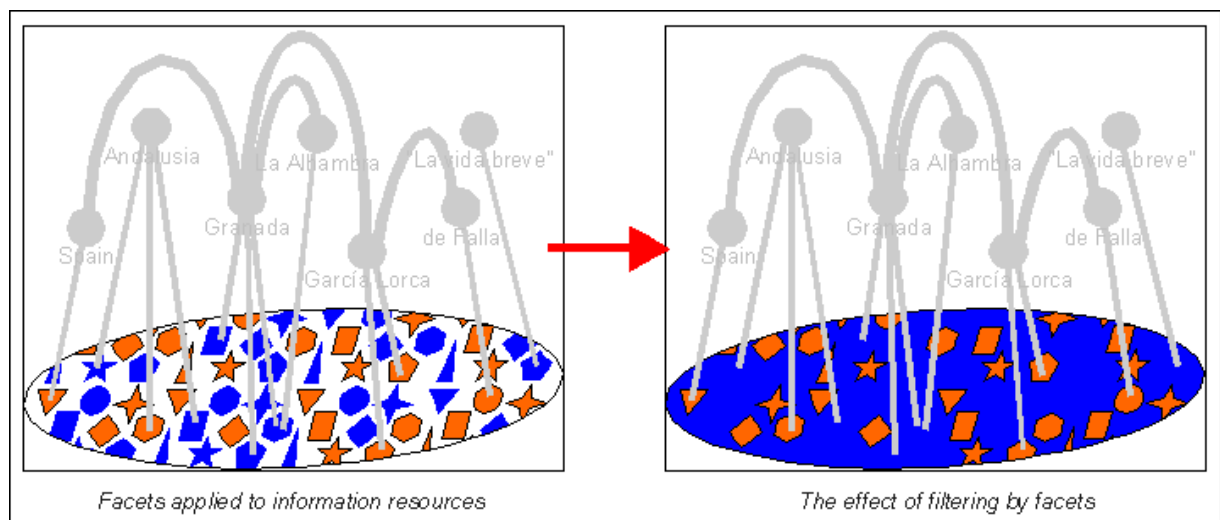 Andalusia
La Alhambra
"La vida breve"
Granada
de Falla
Spain
García Lorca
Andalusia
La Alhambra
"La vida breve"
Granada
de Falla
Spain
García Lorca
Facets applied to information resources
The effect of filtering by facets